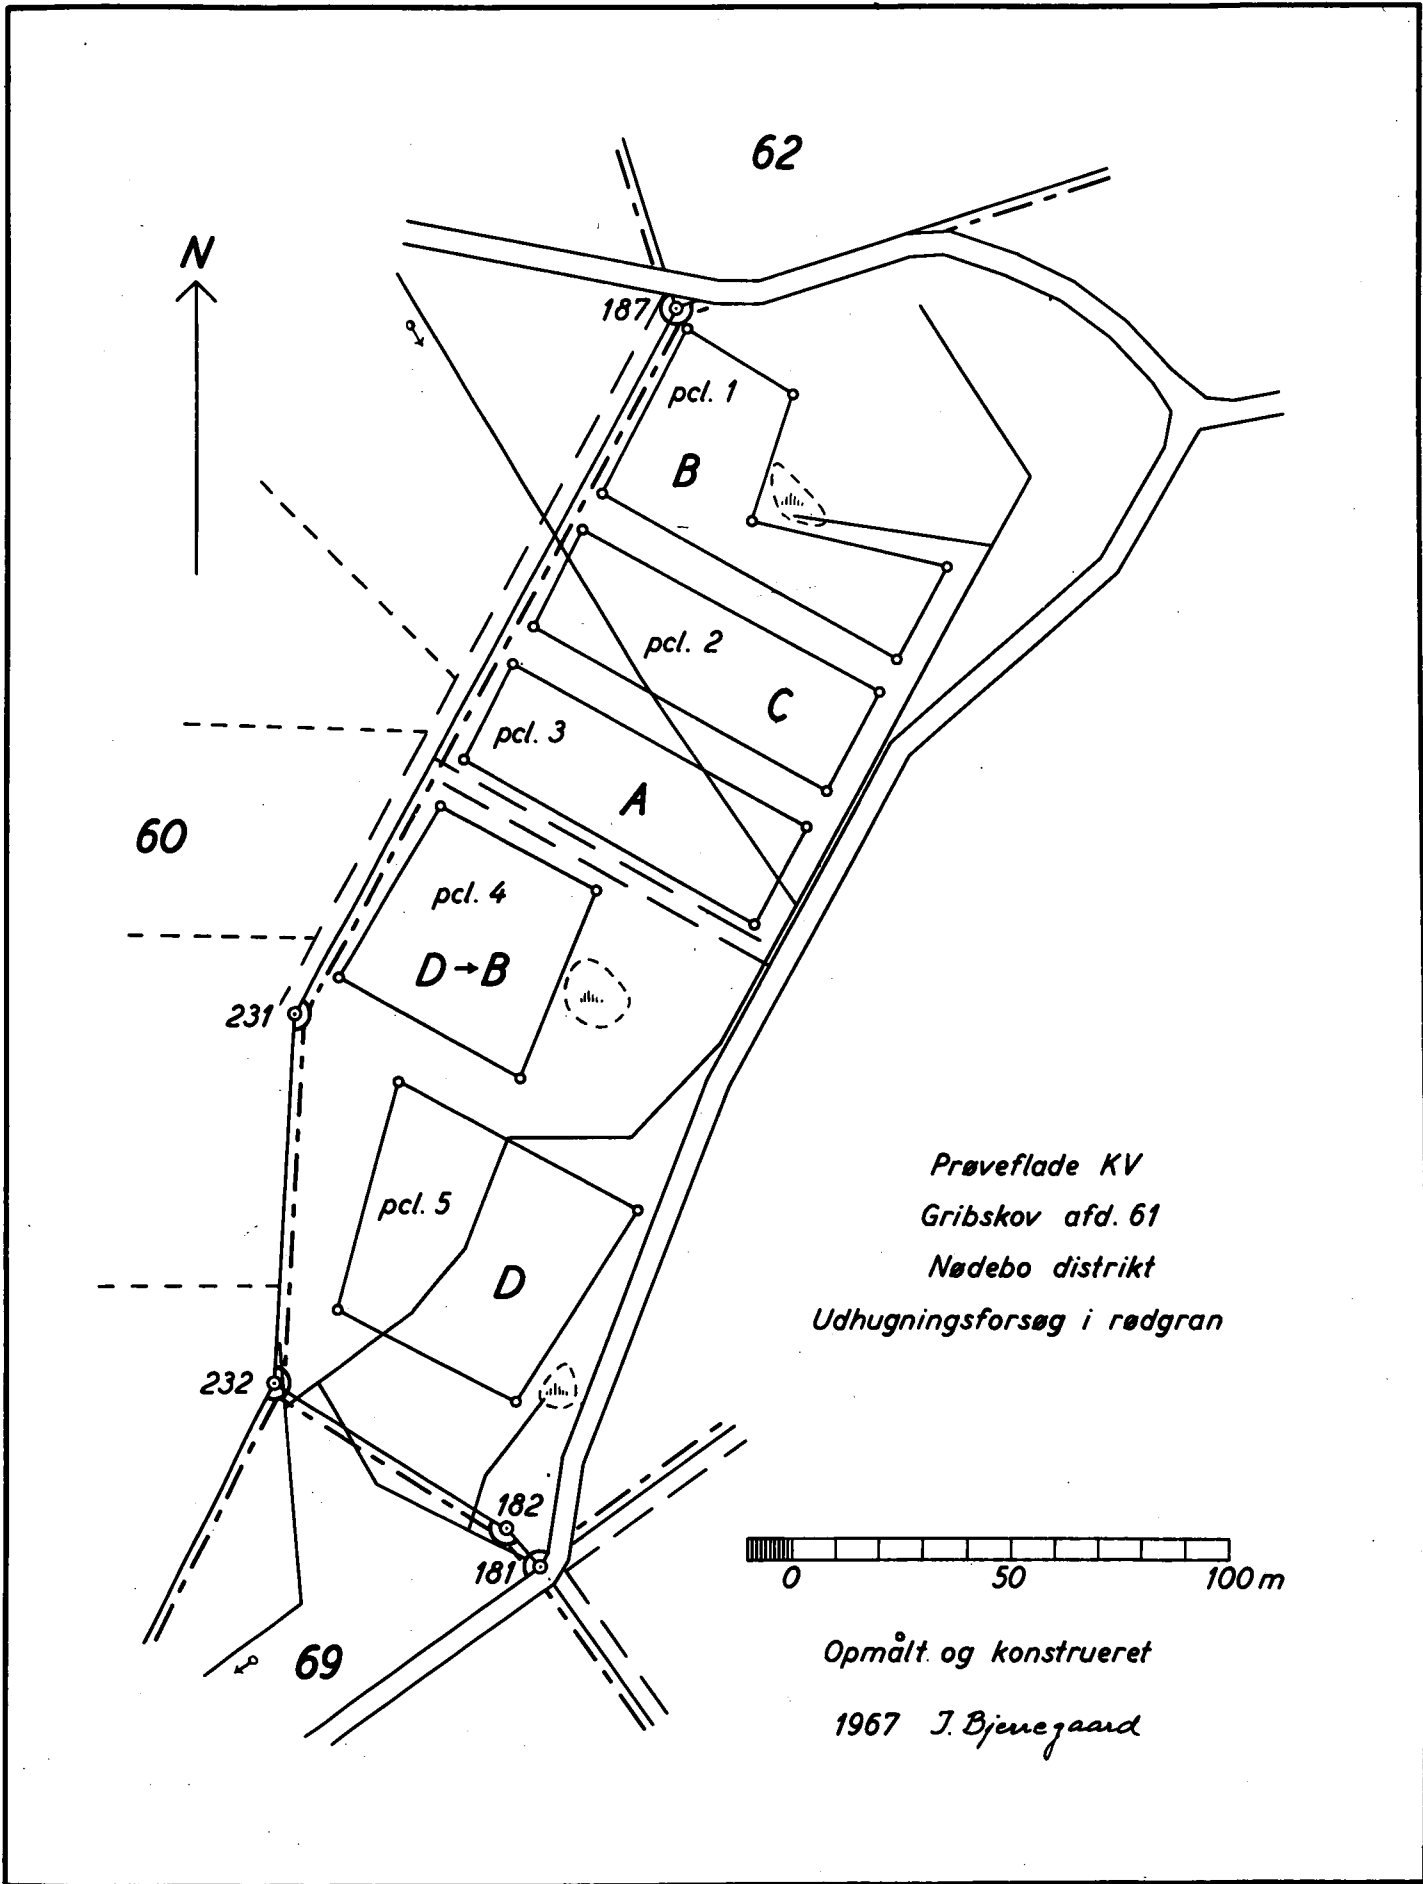 62
N
187
pcl. 1
B
pcl. 2
C
pcl. 3
A
60
pcl. 4
D→B
231
pcl. 5
D
Prøveflade KV
Gribskov afd. 61
Nødebo distrikt
Udhugningsforsøg i rødgran
232
182
181
0 50 100 m
69
Opmålt og konstrueret
1967 J. Bjerregaard